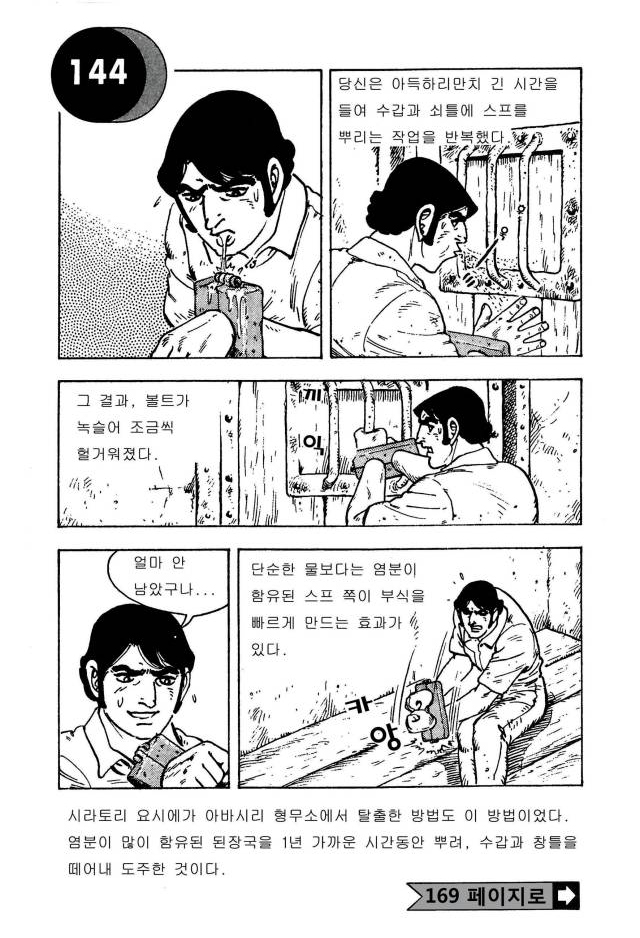 144
당신은 아득하리만치 긴 시간을
들여 수갑과 쇠틀에 스프를
뿌리는 작업을 반복했다.
그 결과, 볼트가
녹슬어 조금씩
헐거워졌다.
끼
익
얼마 안
남았구나...
단순한 물보다는 염분이
함유된 스프 쪽이 부식을
빠르게 만드는 효과가
있다.
카
앙
시라토리 요시에가 아바시리 형무소에서 탈출한 방법도 이 방법이었다.
염분이 많이 함유된 된장국을 1년 가까운 시간동안 뿌려, 수갑과 창틀을
떼어내 도주한 것이다.
169 페이지로